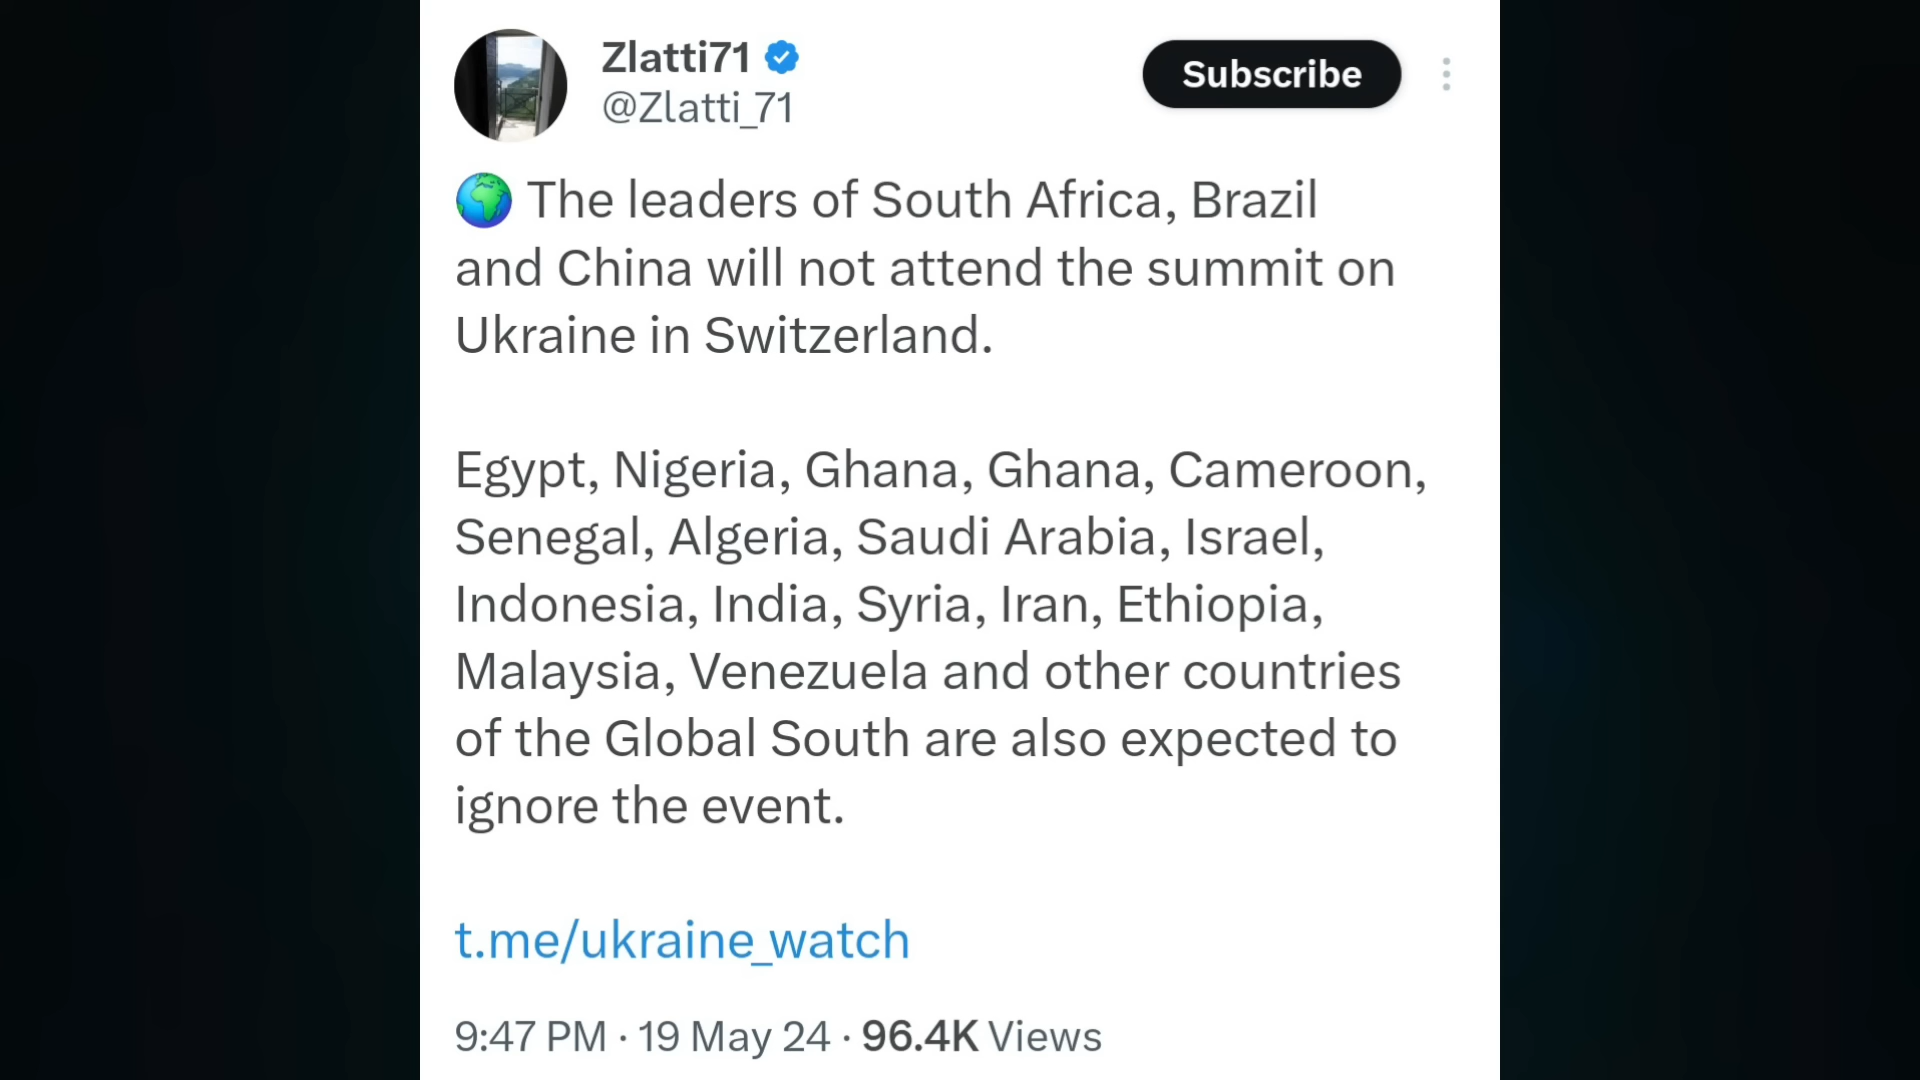 Zlatti71
@Zlatti_71
Subscribe
🌍 The leaders of South Africa, Brazil
and China will not attend the summit on
Ukraine in Switzerland.
Egypt, Nigeria, Ghana, Ghana, Cameroon,
Senegal, Algeria, Saudi Arabia, Israel,
Indonesia, India, Syria, Iran, Ethiopia,
Malaysia, Venezuela and other countries
of the Global South are also expected to
ignore the event.
t.me/ukraine_watch
9:47 PM · 19 May 24 · 96.4K Views